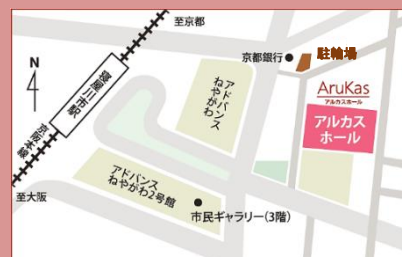 至京都
N
京都銀行
駐輪場
寝屋川市駅
アドバンス
ねやがわ
AruKas
アルカスホール
アルカス
ホール
京阪本線
アドバンス
ねやがわ2号館
至大阪
市民ギャラリー(3階)